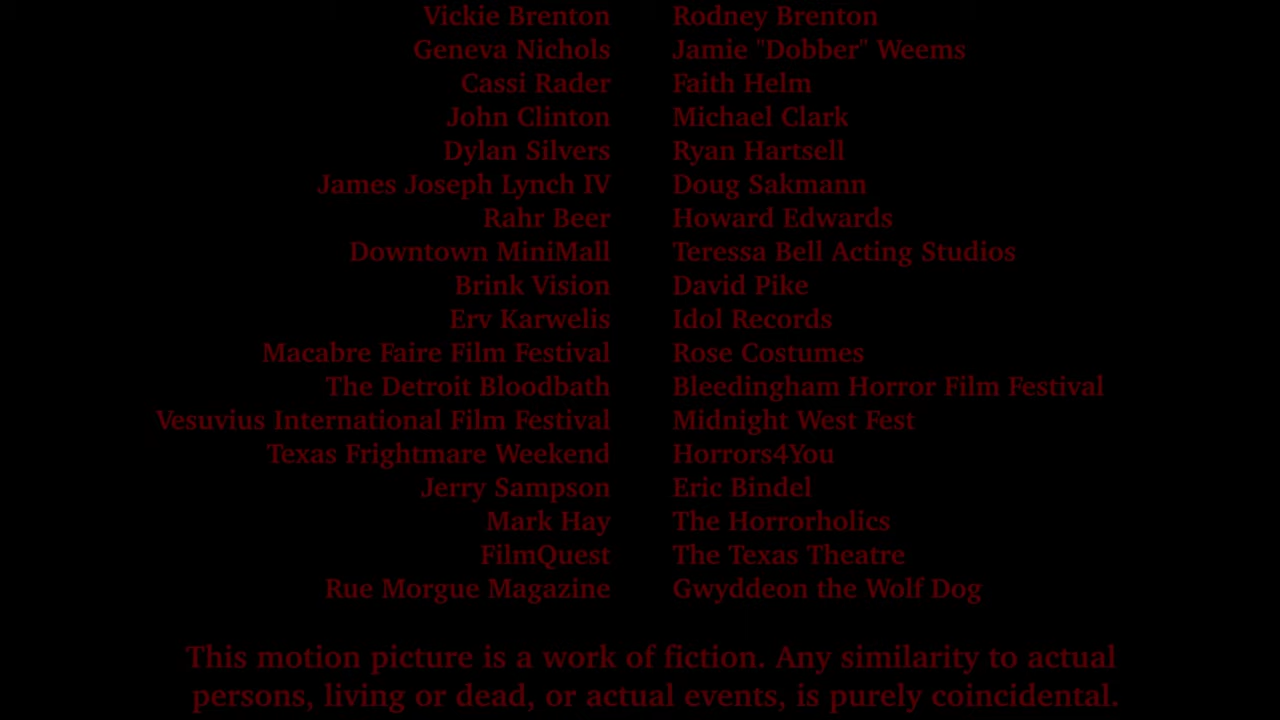 Vickie Brenton Rodney Brenton
Geneva Nichols Jamie "Dobber" Weems
Cassi Rader Faith Helm
John Clinton Michael Clark
Dylan Silvers Ryan Hartsell
James Joseph Lynch IV Doug Sakmann
Rahr Beer Howard Edwards
Downtown MiniMall Teressa Bell Acting Studios
Brink Vision David Pike
Erv Karwelis Idol Records
Macabre Faire Film Festival Rose Costumes
The Detroit Bloodbath Bleedingham Horror Film Festival
Vesuvius International Film Festival Midnight West Fest
Texas Frightmare Weekend Horrors4You
Jerry Sampson Eric Bindel
Mark Hay The Horrorholics
FilmQuest The Texas Theatre
Rue Morgue Magazine Gwyddeon the Wolf Dog
This motion picture is a work of fiction. Any similarity to actual
persons, living or dead, or actual events, is purely coincidental.